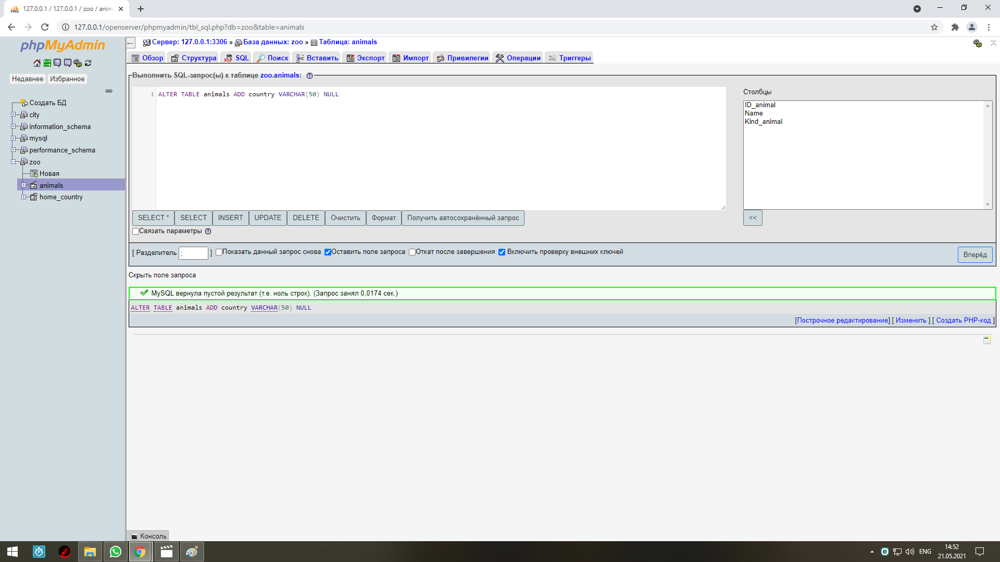 127.0.0.1 / 127.0.0.1 / zoo / anim
127.0.0.1/openserver/phpmyadmin/tbl_sql.php?db=zoo&table=animals
phpMyAdmin
Недавнее Избранное
Создать БД
city
information_schema
mysql
performance_schema
zoo
Новая
animals
home_country
Сервер: 127.0.0.1:3306 » База данных: zoo » Таблица: animals
Обзор Структура SQL Поиск Вставить Экспорт Импорт Привилегии Операции Триггеры
Выполнить SQL-запрос(ы) к таблице zoo.animals:
1 ALTER TABLE animals ADD country VARCHAR(50) NULL
Столбцы
ID_animal
Name
Kind_animal
SELECT * SELECT INSERT UPDATE DELETE Очистить Формат Получить автосохранённый запрос <<
Связать параметры
[ Разделитель ; ] Показать данный запрос снова Оставить поле запроса Откат после завершения Включить проверку внешних ключей Вперёд
Скрыть поле запроса
MySQL вернула пустой результат (т.е. ноль строк). (Запрос занял 0,0174 сек.)
ALTER TABLE animals ADD country VARCHAR(50) NULL
[Построчное редактирование] [ Изменить ] [ Создать PHP-код ]
Консоль
ENG
14:52
21.05.2021